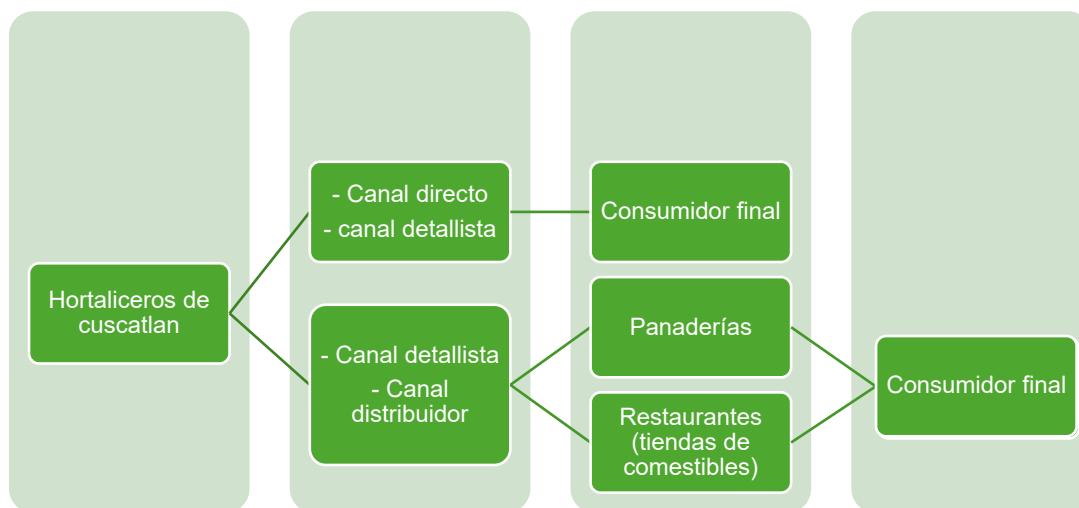 Hortaliceros de
cuscatlan
- Canal directo
- canal detallista
- Canal detallista
- Canal
distribuidor
Consumidor final
Panaderías
Restaurantes
(tiendas de
comestibles)
Consumidor final